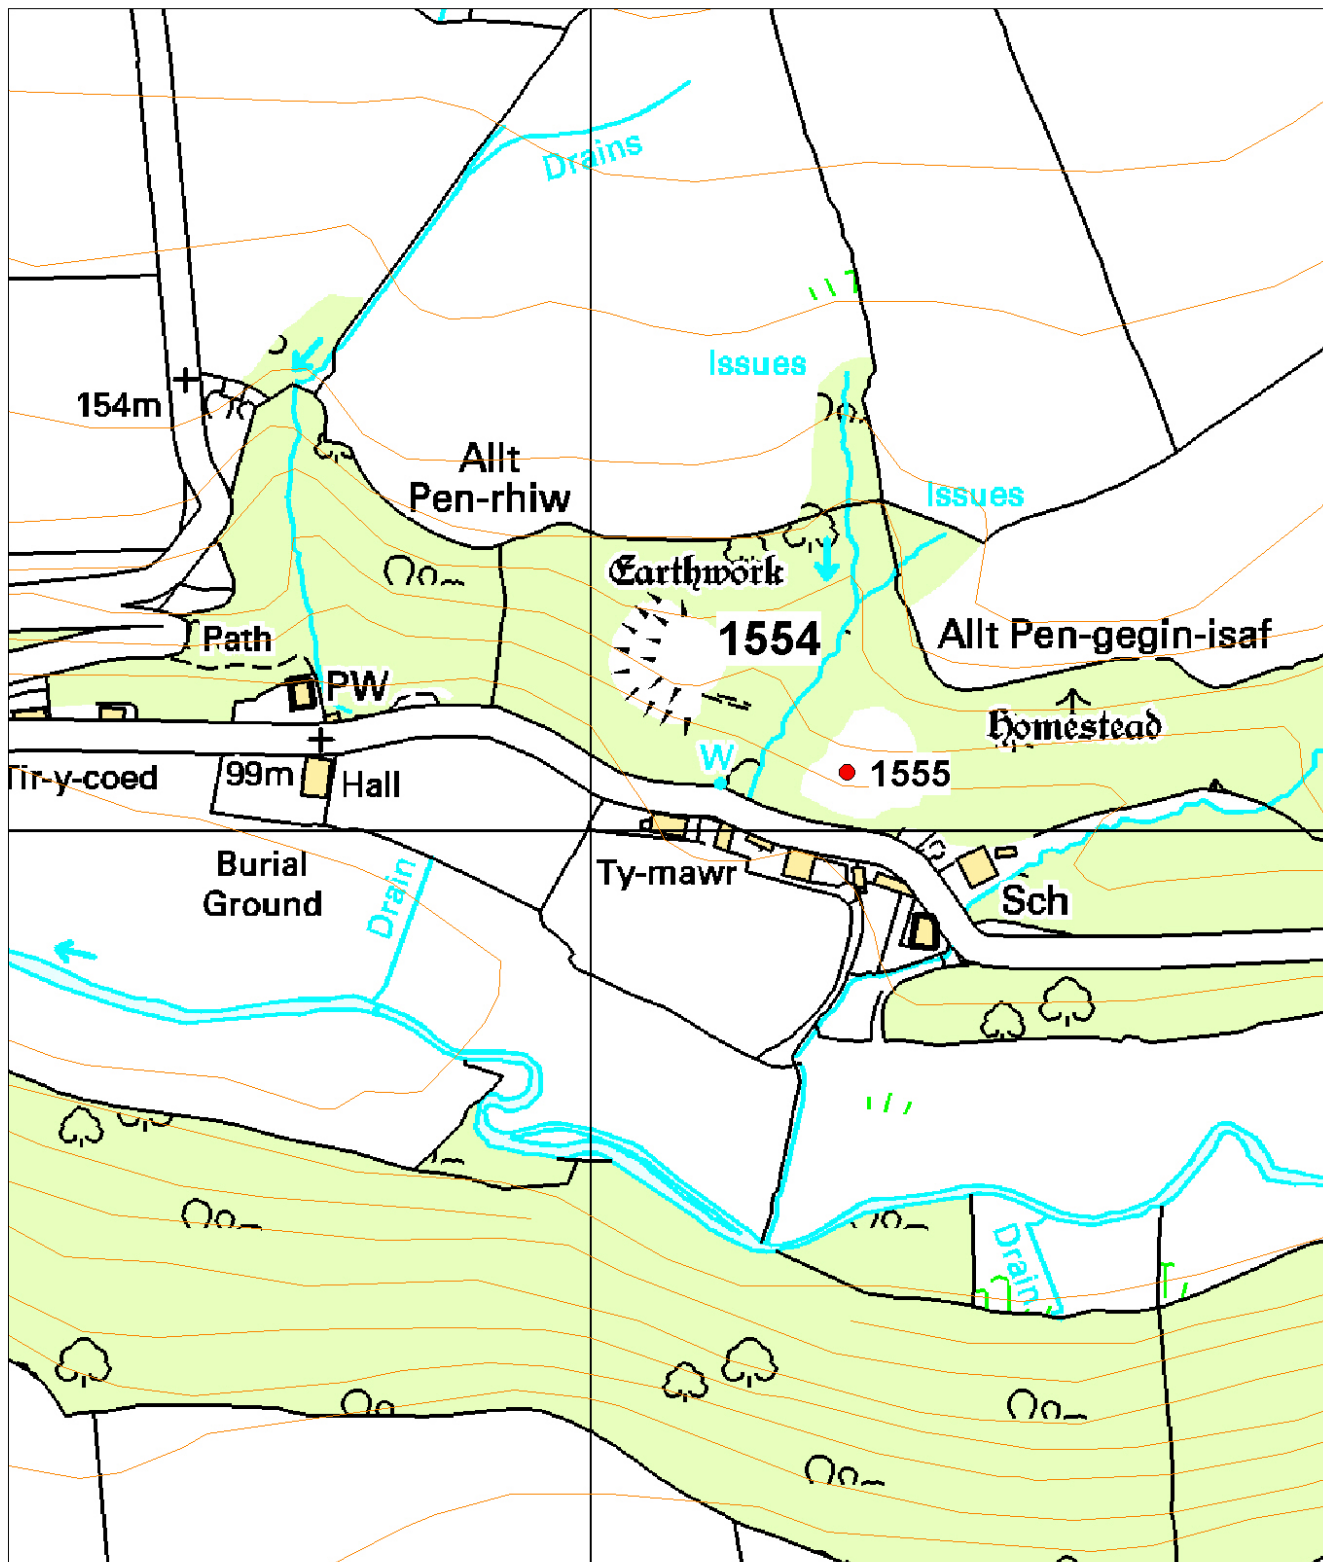 Drains
Issues
154m
Allt
Pen-rhiw
Issues
Earthwork
1554
Allt Pen-gegin-isaf
Path
PW
Homestead
W
1555
Tir-y-coed
99m
Hall
Burial
Ground
Drain
Ty-mawr
Sch
Drain